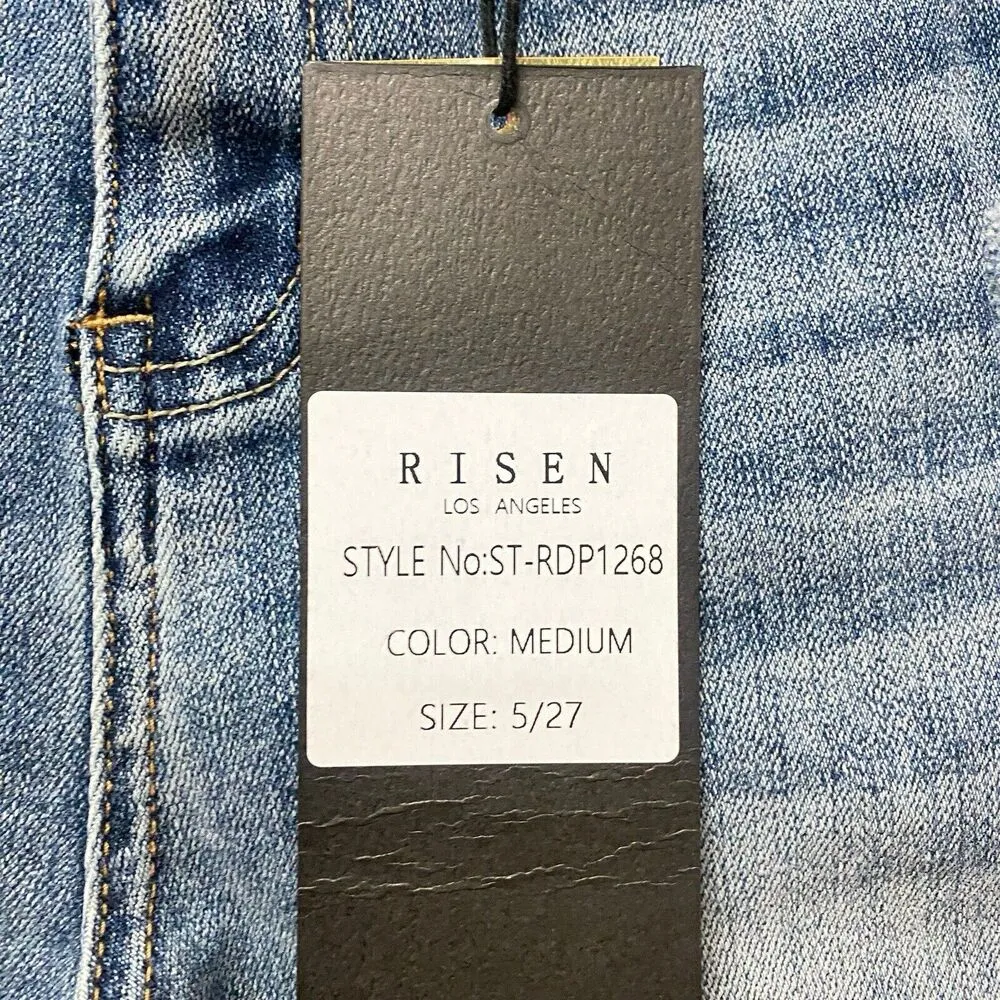 RISEN
LOS ANGELES
STYLE No:ST-RDP1268
COLOR: MEDIUM
SIZE: 5/27